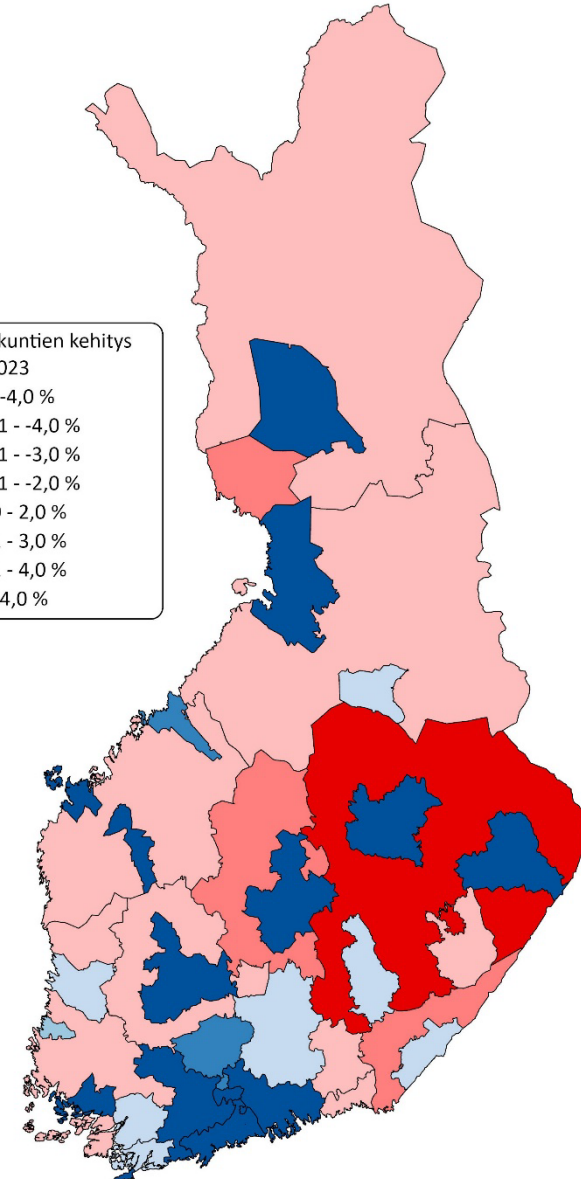 kuntien kehitys
023
-4,0 %
1 - -4,0 %
1 - -3,0 %
1 - -2,0 %
- 2,0 %
- 3,0 %
- 4,0 %
4,0 %